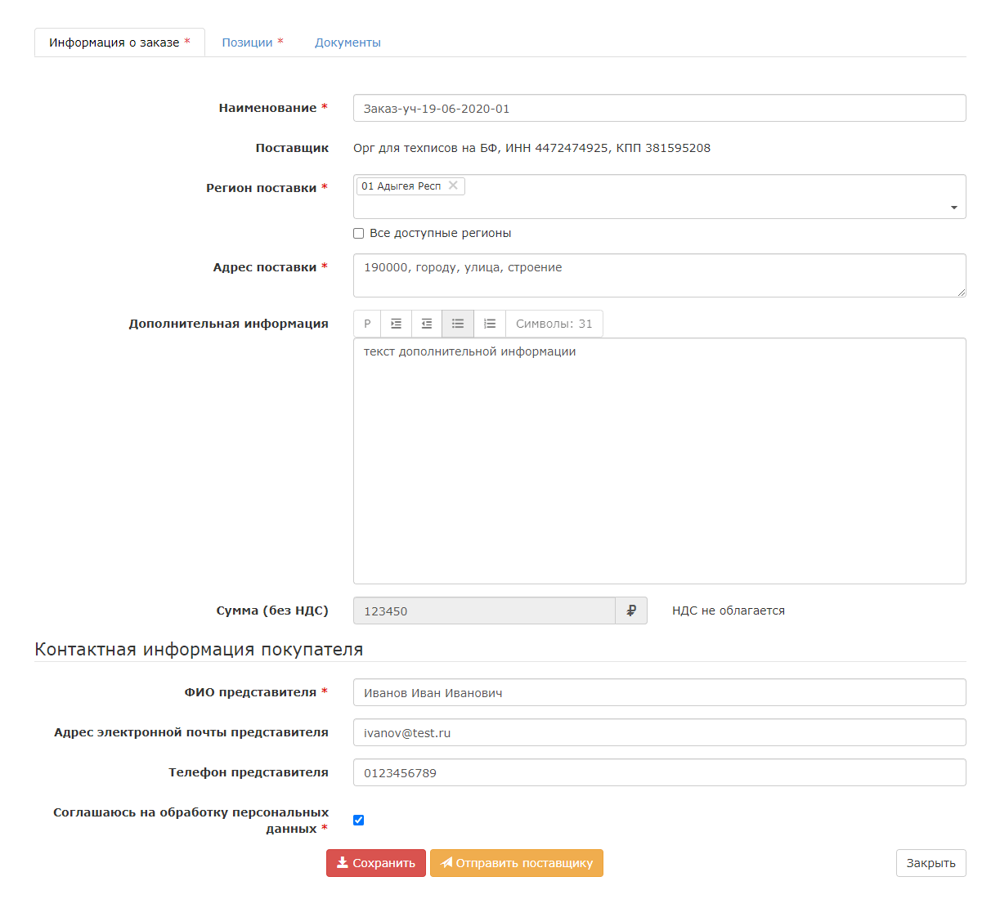 Информация о заказе * Позиции * Документы
Наименование * Заказ-уч-19-06-2020-01
Поставщик Орг для техписов на БФ, ИНН 4472474925, КПП 381595208
Регион поставки * 01 Адыгея Респ
Все доступные регионы
Адрес поставки * 190000, городу, улица, строение
Дополнительная информация P Символы: 31
текст дополнительной информации
Сумма (без НДС) 123450 ₽ НДС не облагается
Контактная информация покупателя
ФИО представителя * Иванов Иван Иванович
Адрес электронной почты представителя ivanov@test.ru
Телефон представителя 0123456789
Соглашаюсь на обработку персональных
данных *
Сохранить Отправить поставщику Закрыть